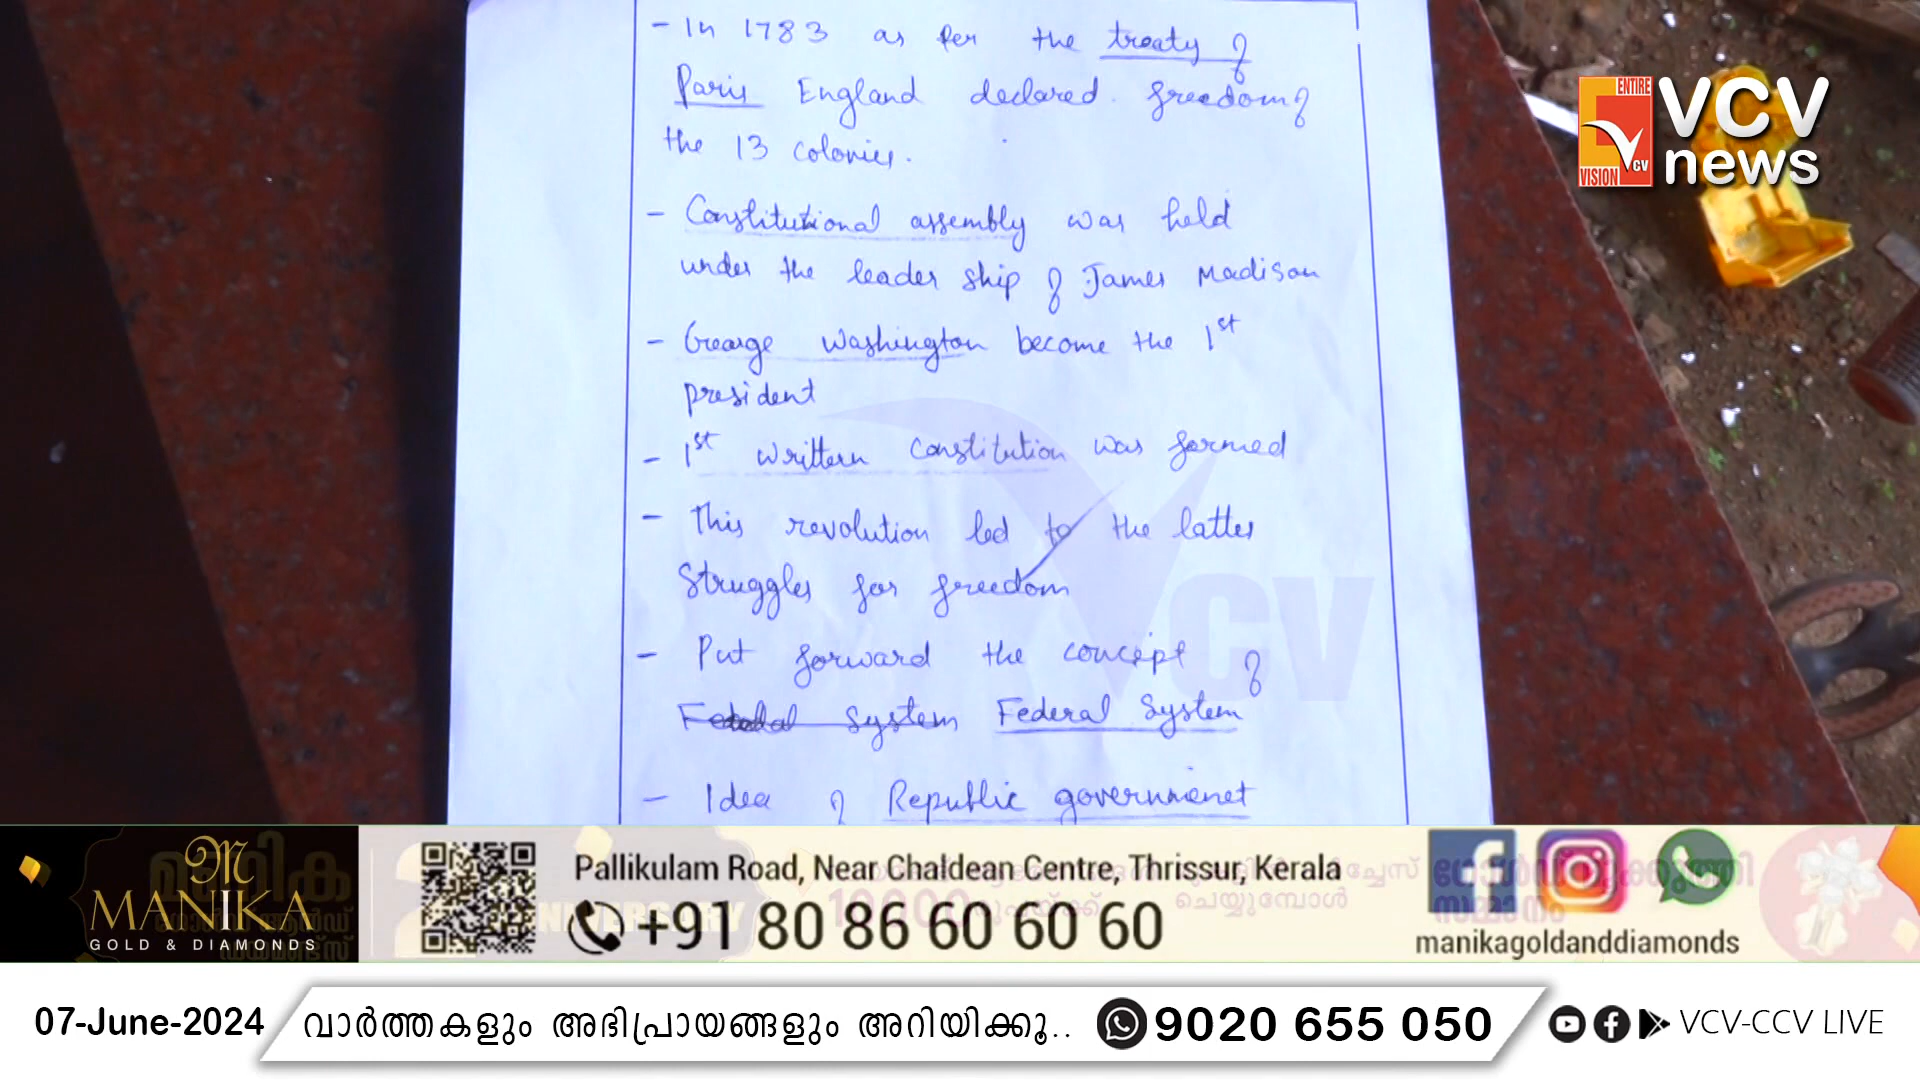 - In 1783 as per the treaty of
Paris England declared freedom of
the 13 colonies.
- Constitutional assembly was held
under the leader ship of James Madison
- Gearge Washington become the 1st
president
- 1st writtern constitution was formed
- This revolution led to the latter
struggles for freedom
- Put forward the concept of
Fedelal system Federal System
- Idea of Republic governmenet
ENTIRE
VISION
VCV
news
VCV
MANIKA
GOLD & DIAMONDS
Pallikulam Road, Near Chaldean Centre, Thrissur, Kerala
+91 80 86 60 60 60
manikagoldanddiamonds
07-June-2024
വാർത്തകളും അഭിപ്രായങ്ങളും അറിയിക്കൂ..
9020 655 050
VCV-CCV LIVE